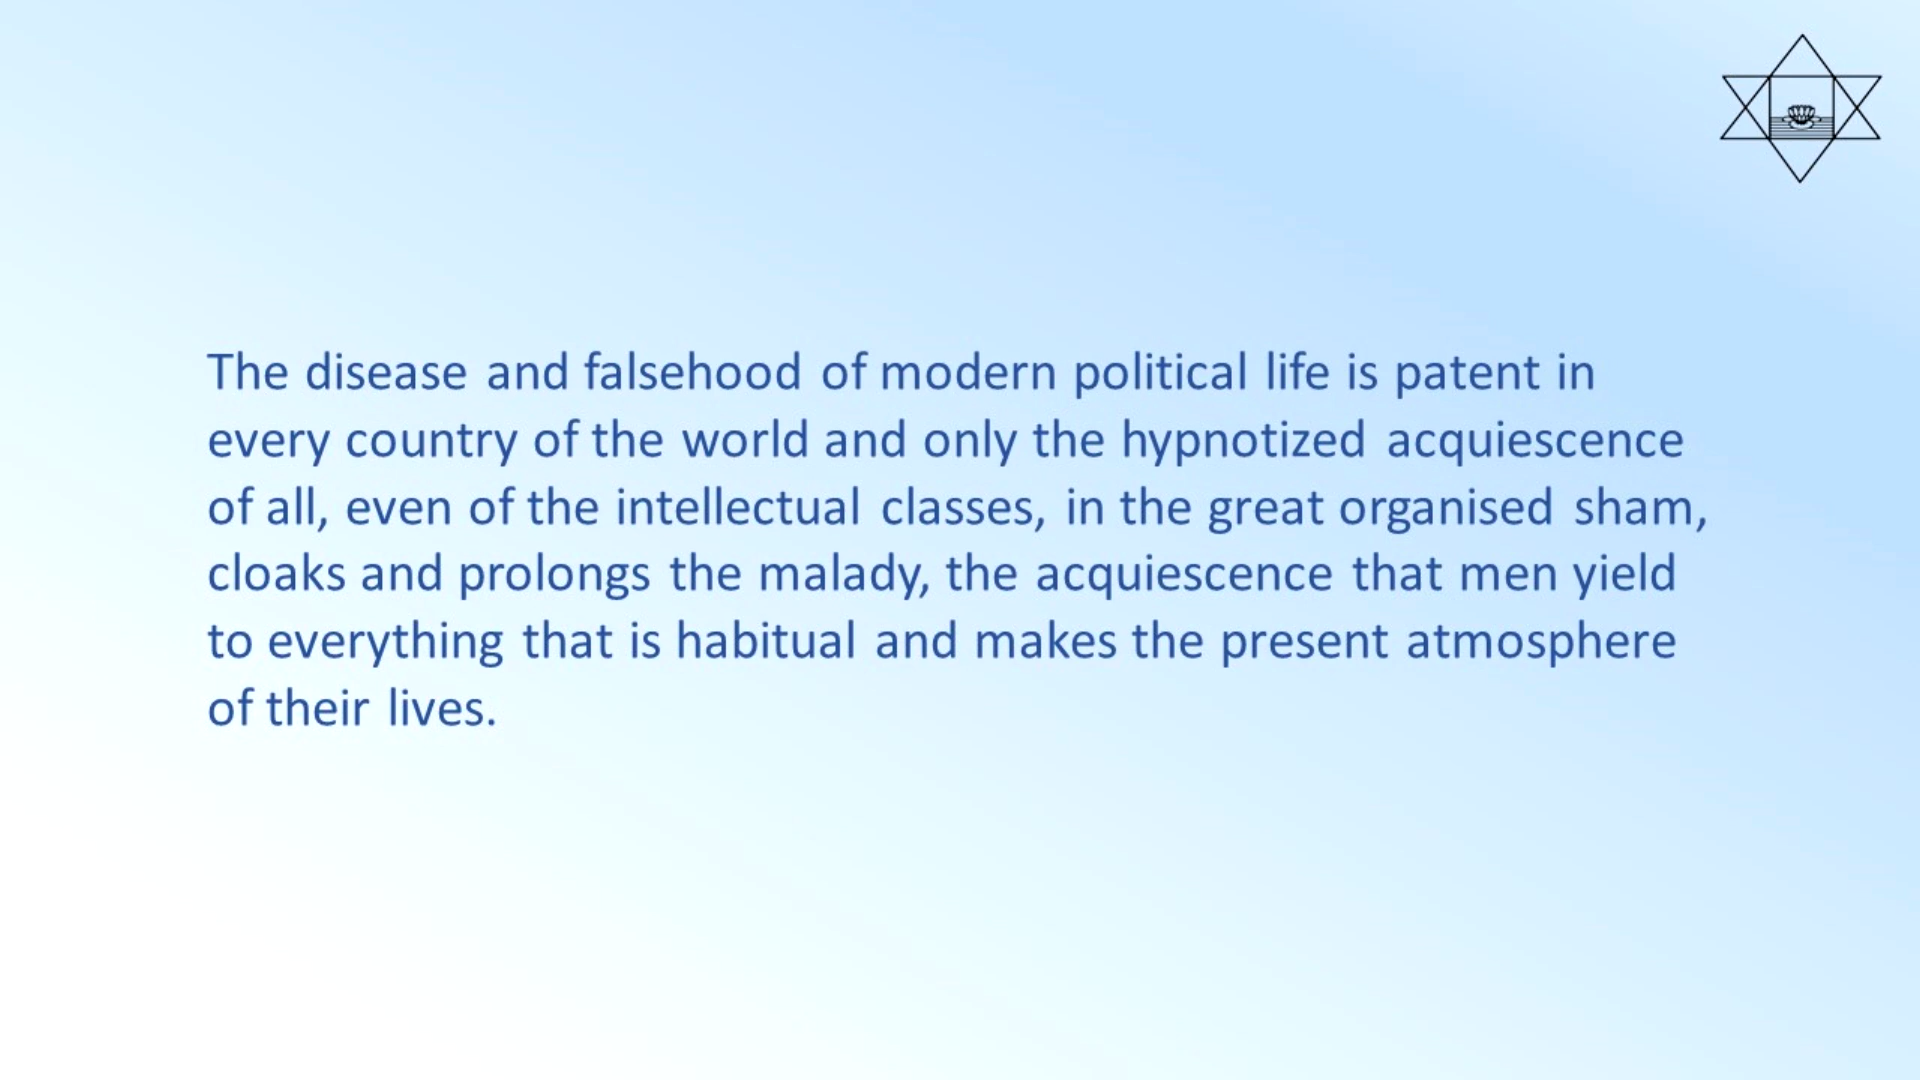 The disease and falsehood of modern political life is patent in
every country of the world and only the hypnotized acquiescence
of all, even of the intellectual classes, in the great organised sham,
cloaks and prolongs the malady, the acquiescence that men yield
to everything that is habitual and makes the present atmosphere
of their lives.